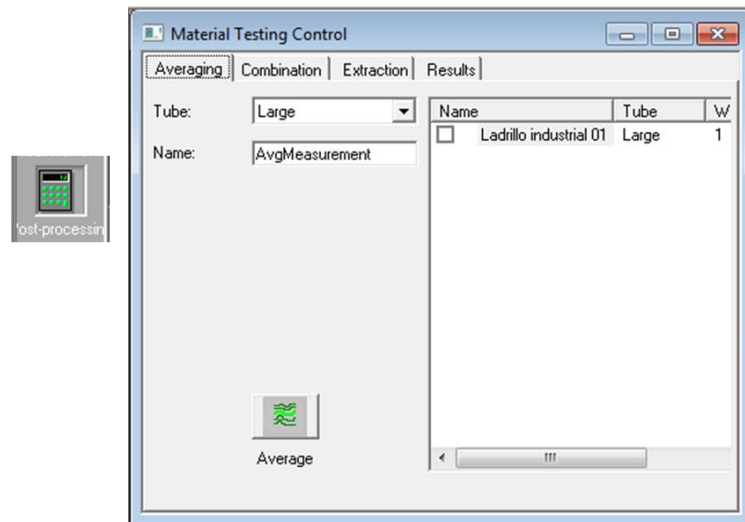 Material Testing Control
Averaging Combination Extraction Results
Tube: Large
Name: AvgMeasurement
Name Tube W
Ladrillo industrial 01 Large 1
Average
ost-processin